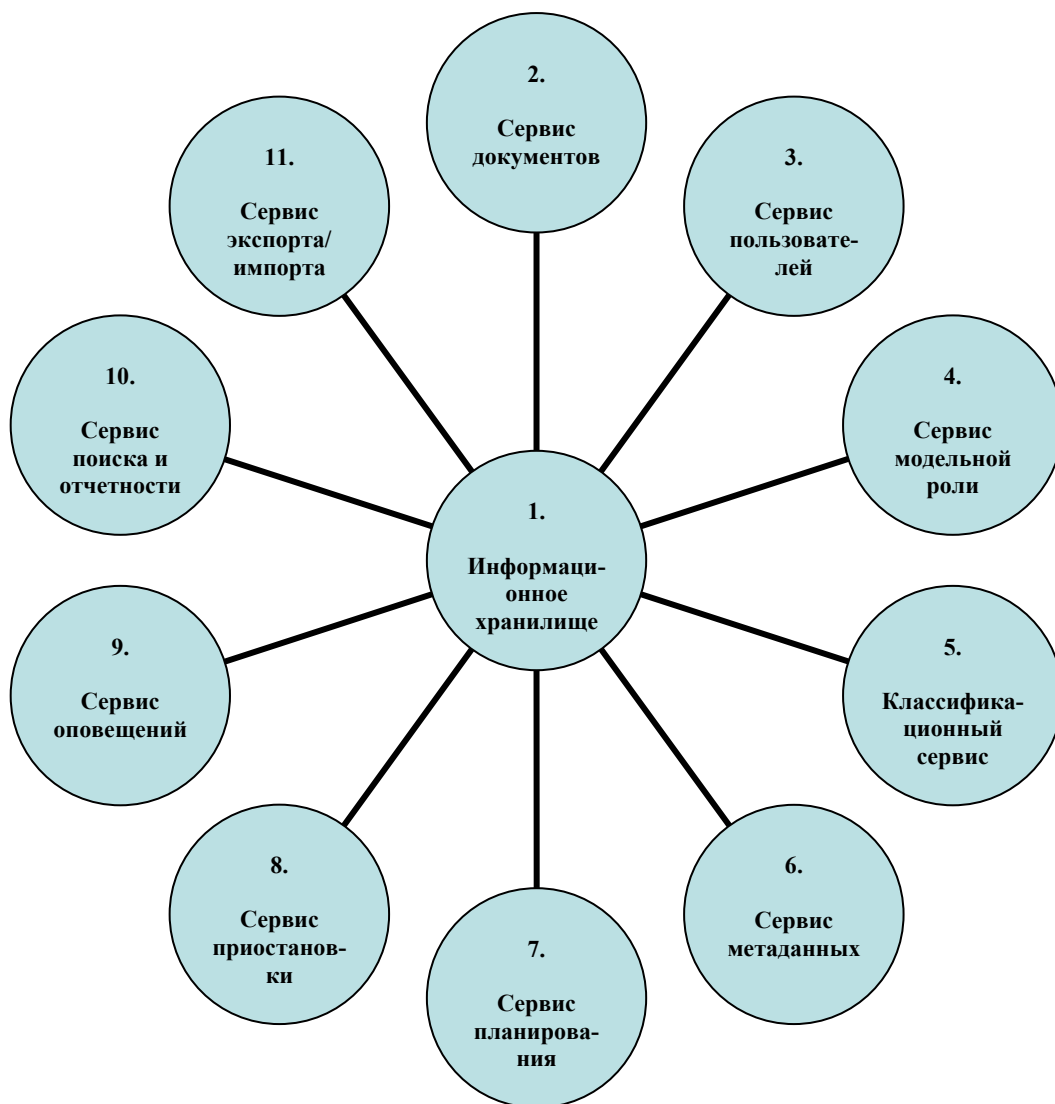 2.
Сервис
документов
11.
Сервис
экспорта/
импорта
3.
Сервис
пользовате-
лей
10.
Сервис
поиска и
отчетности
4.
Сервис
модельной
роли
1.
Информаци-
онное
хранилище
9.
Сервис
оповещений
5.
Классифика-
ционный
сервис
8.
Сервис
приостанов-
ки
6.
Сервис
метаданных
7.
Сервис
планирова-
ния